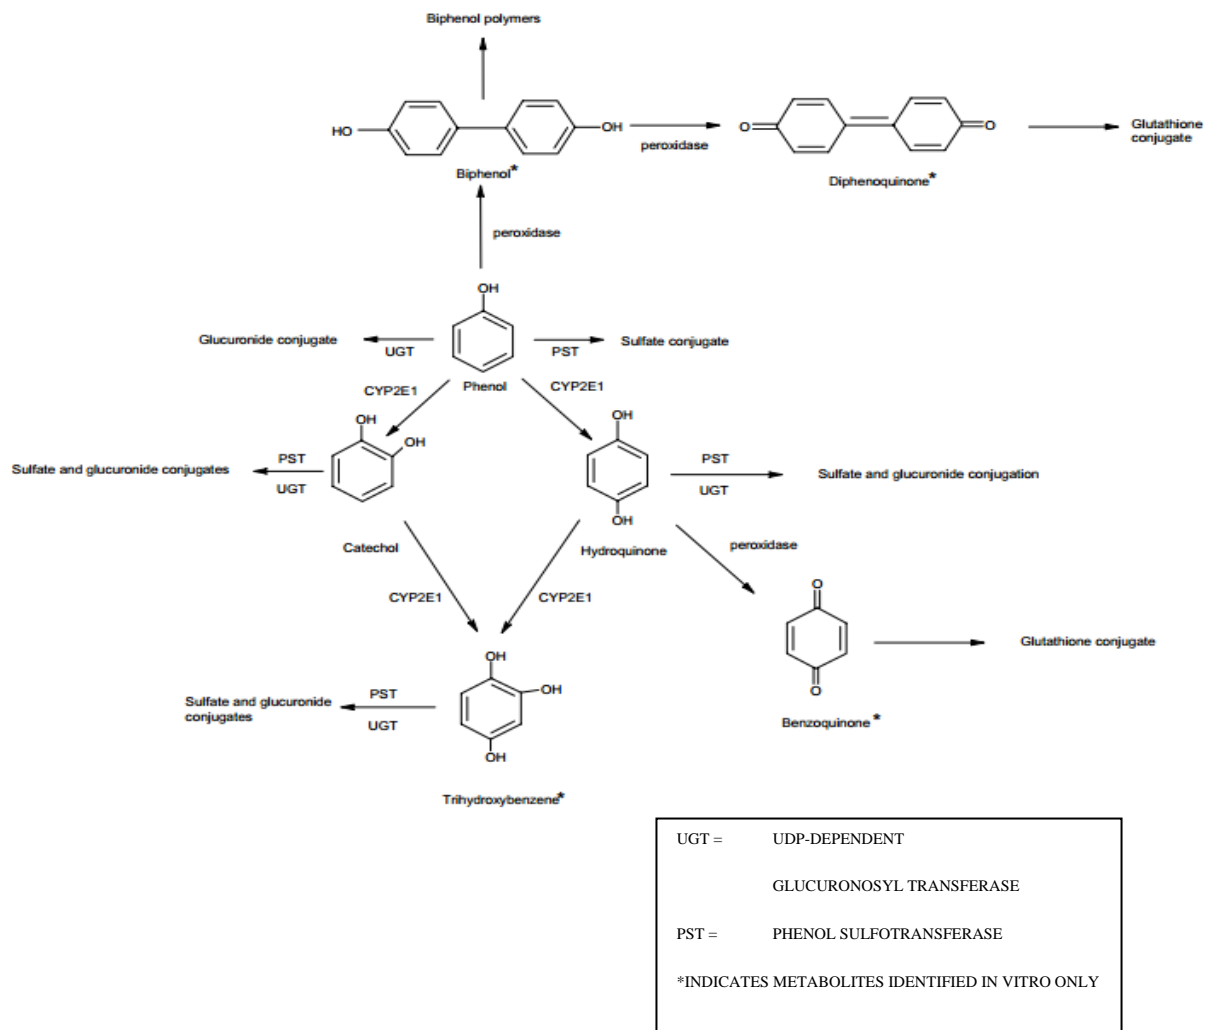 Biphenol polymers
HO
OH
peroxidase
O
O
Glutathione
conjugate
Biphenol*
Diphenoquinone*
peroxidase
OH
Glucuronide conjugate
UGT
PST
Sulfate conjugate
Phenol
CYP2E1
CYP2E1
OH
OH
OH
Sulfate and glucuronide conjugates
PST
UGT
PST
UGT
Sulfate and glucuronide conjugation
OH
Catechol
Hydroquinone
peroxidase
CYP2E1
CYP2E1
O
O
Glutathione conjugate
Benzoquinone*
OH
OH
OH
Sulfate and glucuronide
conjugates
PST
UGT
Trihydroxybenzene*
UGT = UDP-DEPENDENT
GLUCURONOSYL TRANSFERASE
PST = PHENOL SULFOTRANSFERASE
*INDICATES METABOLITES IDENTIFIED IN VITRO ONLY